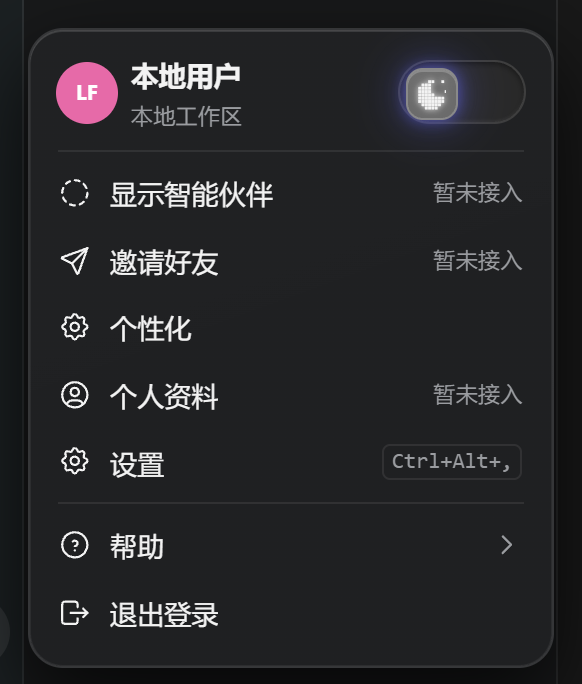 LF
本地用户
本地工作区
显示智能伙伴 暂未接入
邀请好友 暂未接入
个性化
个人资料 暂未接入
设置 Ctrl+Alt+,
帮助
退出登录